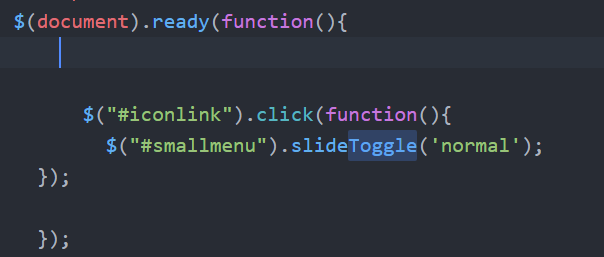 $(document).ready(function(){
$("#iconlink").click(function(){
$("#smallmenu").slideToggle('normal');
});
});